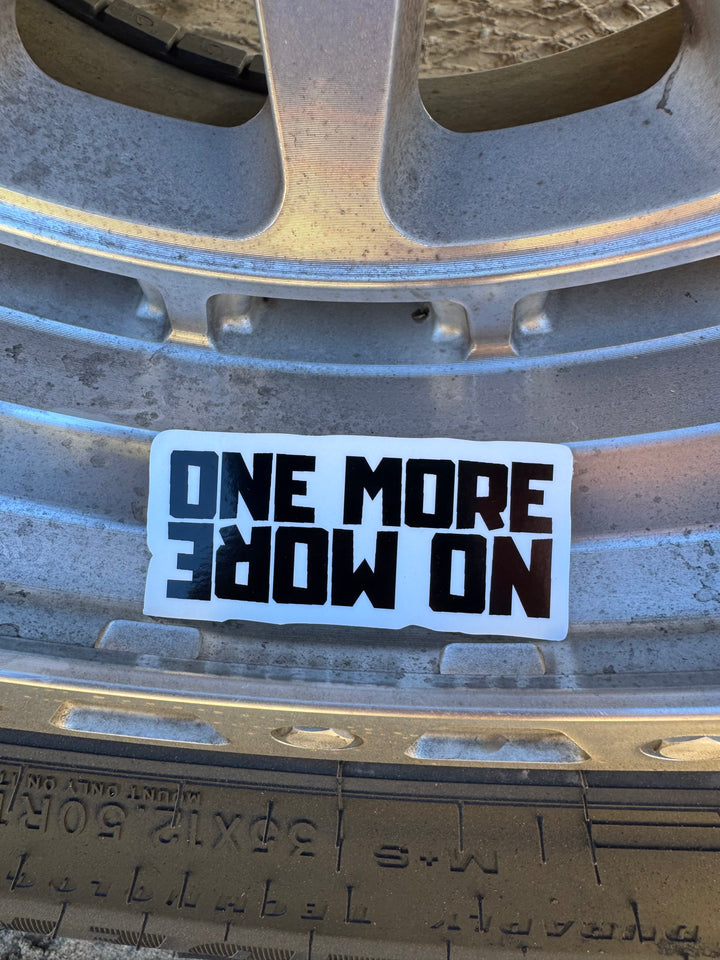 ONE MORE
NO MORE
M+S
35X12.50R
MOUNT ONLY ON